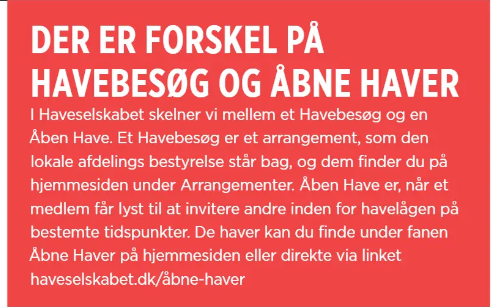 DER ER FORSKEL PÅ
HAVEBESØG OG ÅBNE HAVER
I Haveselskabet skelner vi mellem et Havebesøg og en
Åben Have. Et Havebesøg er et arrangement, som den
lokale afdelings bestyrelse står bag, og dem finder du på
hjemmesiden under Arrangementer. Åben Have er, når et
medlem får lyst til at invitere andre inden for havelågen på
bestemte tidspunkter. De haver kan du finde under fanen
Åbne Haver på hjemmesiden eller direkte via linket
haveselskabet.dk/åbne-haver